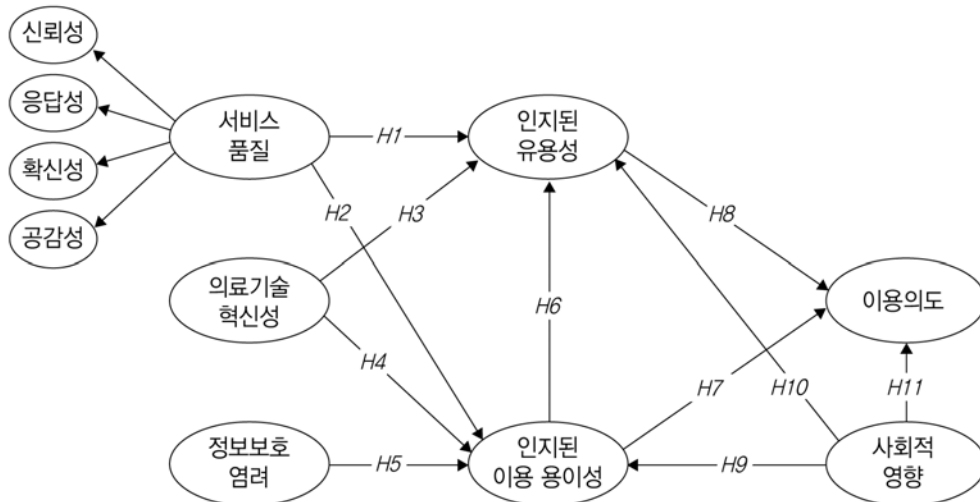 신뢰성
응답성
확신성
공감성
서비스
품질
H1
인지된
유용성
H2
H3
H8
의료기술
혁신성
H6
이용의도
H4
H7
H10
H11
정보보호
염려
H5
인지된
이용 용이성
H9
사회적
영향